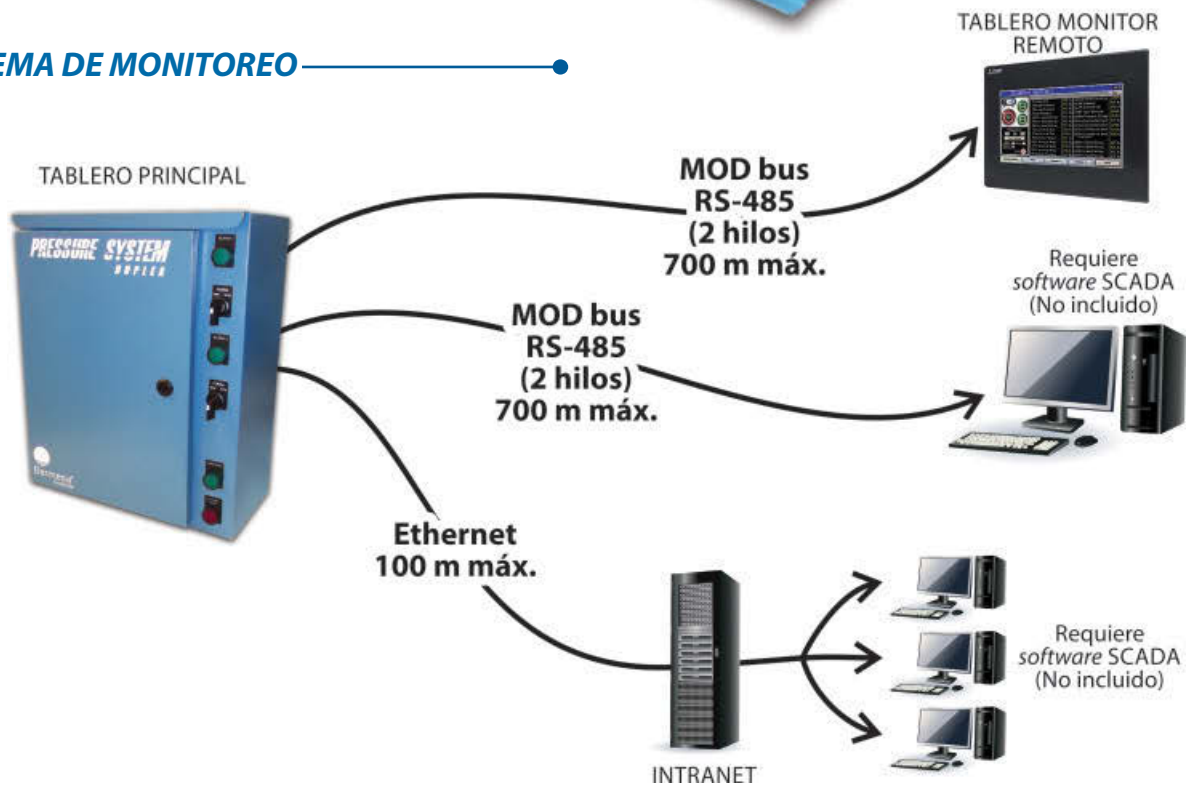 EMA DE MONITOREO
TABLERO MONITOR
REMOTO
TABLERO PRINCIPAL
PRESSURE SYSTEM
DUPLEX
MOD bus
RS-485
(2 hilos)
700 m máx.
Requiere
software SCADA
(No incluido)
MOD bus
RS-485
(2 hilos)
700 m máx.
Ethernet
100 m máx.
Requiere
software SCADA
(No incluido)
INTRANET